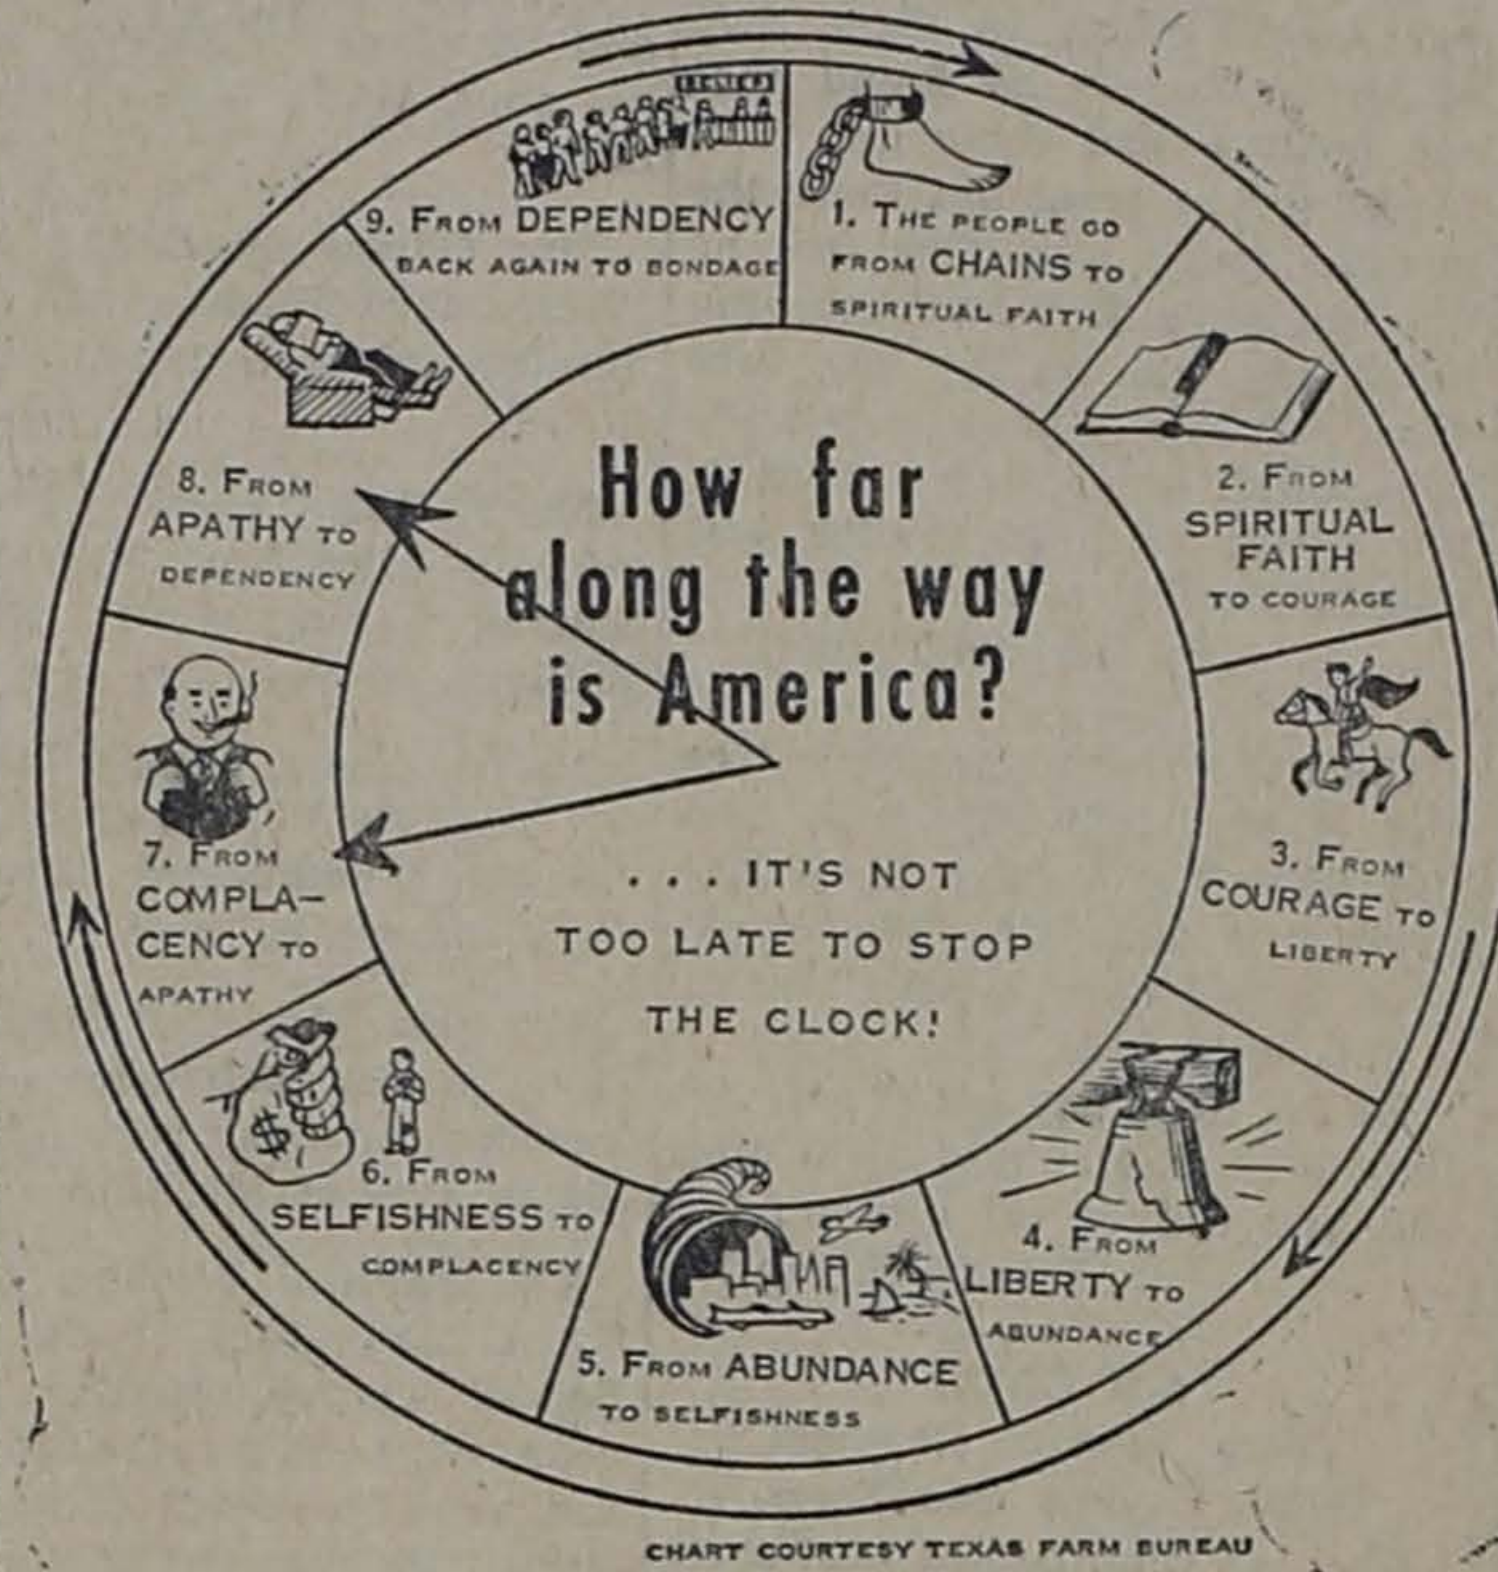 How far
along the way
is America?
. . . IT'S NOT
TOO LATE TO STOP
THE CLOCK!
1. THE PEOPLE GO
FROM CHAINS TO
SPIRITUAL FAITH
2. FROM
SPIRITUAL
FAITH
TO COURAGE
3. FROM
COURAGE TO
LIBERTY
4. FROM
LIBERTY TO
ABUNDANCE
5. FROM ABUNDANCE
TO SELFISHNESS
$
6. FROM
SELFISHNESS TO
COMPLACENCY
7. FROM
COMPLA-
CENCY TO
APATHY
8. FROM
APATHY TO
DEPENDENCY
9. FROM DEPENDENCY
BACK AGAIN TO BONDAGE
CHART COURTESY TEXAS FARM BUREAU